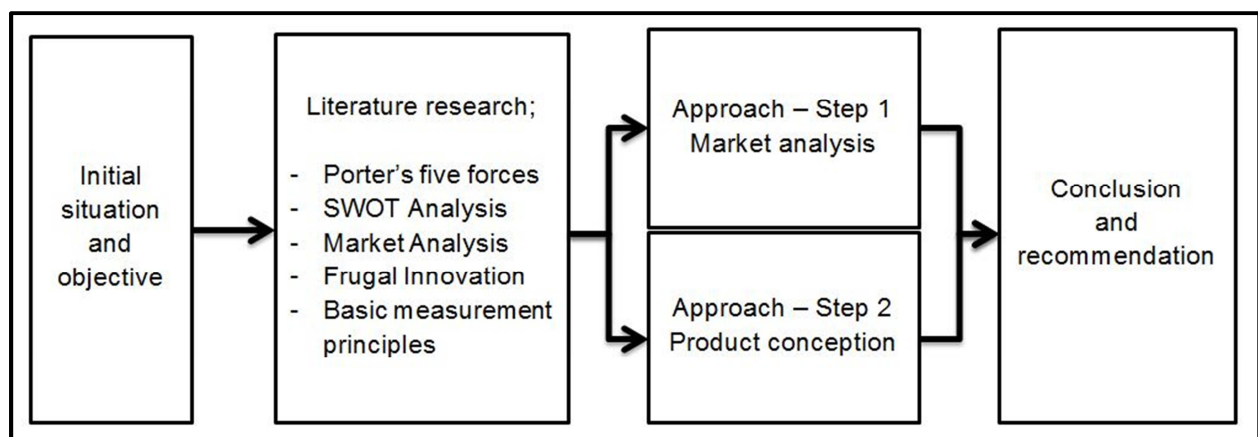 Initial
situation
and
objective
Literature research;
- Porter's five forces
- SWOT Analysis
- Market Analysis
- Frugal Innovation
- Basic measurement
principles
Approach – Step 1
Market analysis
Approach – Step 2
Product conception
Conclusion
and
recommendation